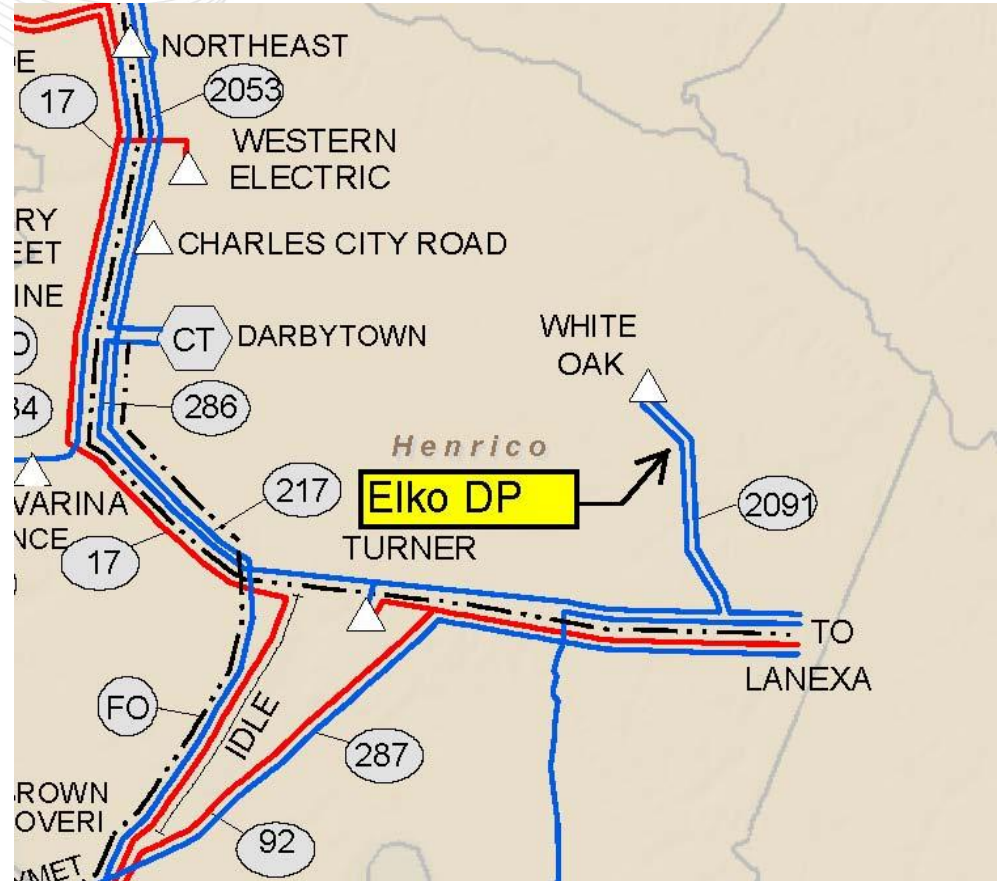 NORTHEAST
17
2053
WESTERN
ELECTRIC
CHARLES CITY ROAD
CT
DARBYTOWN
WHITE
OAK
286
Henrico
Elko DP
217
2091
VARINA
TURNER
17
TO
LANEXA
FO
IDLE
287
92